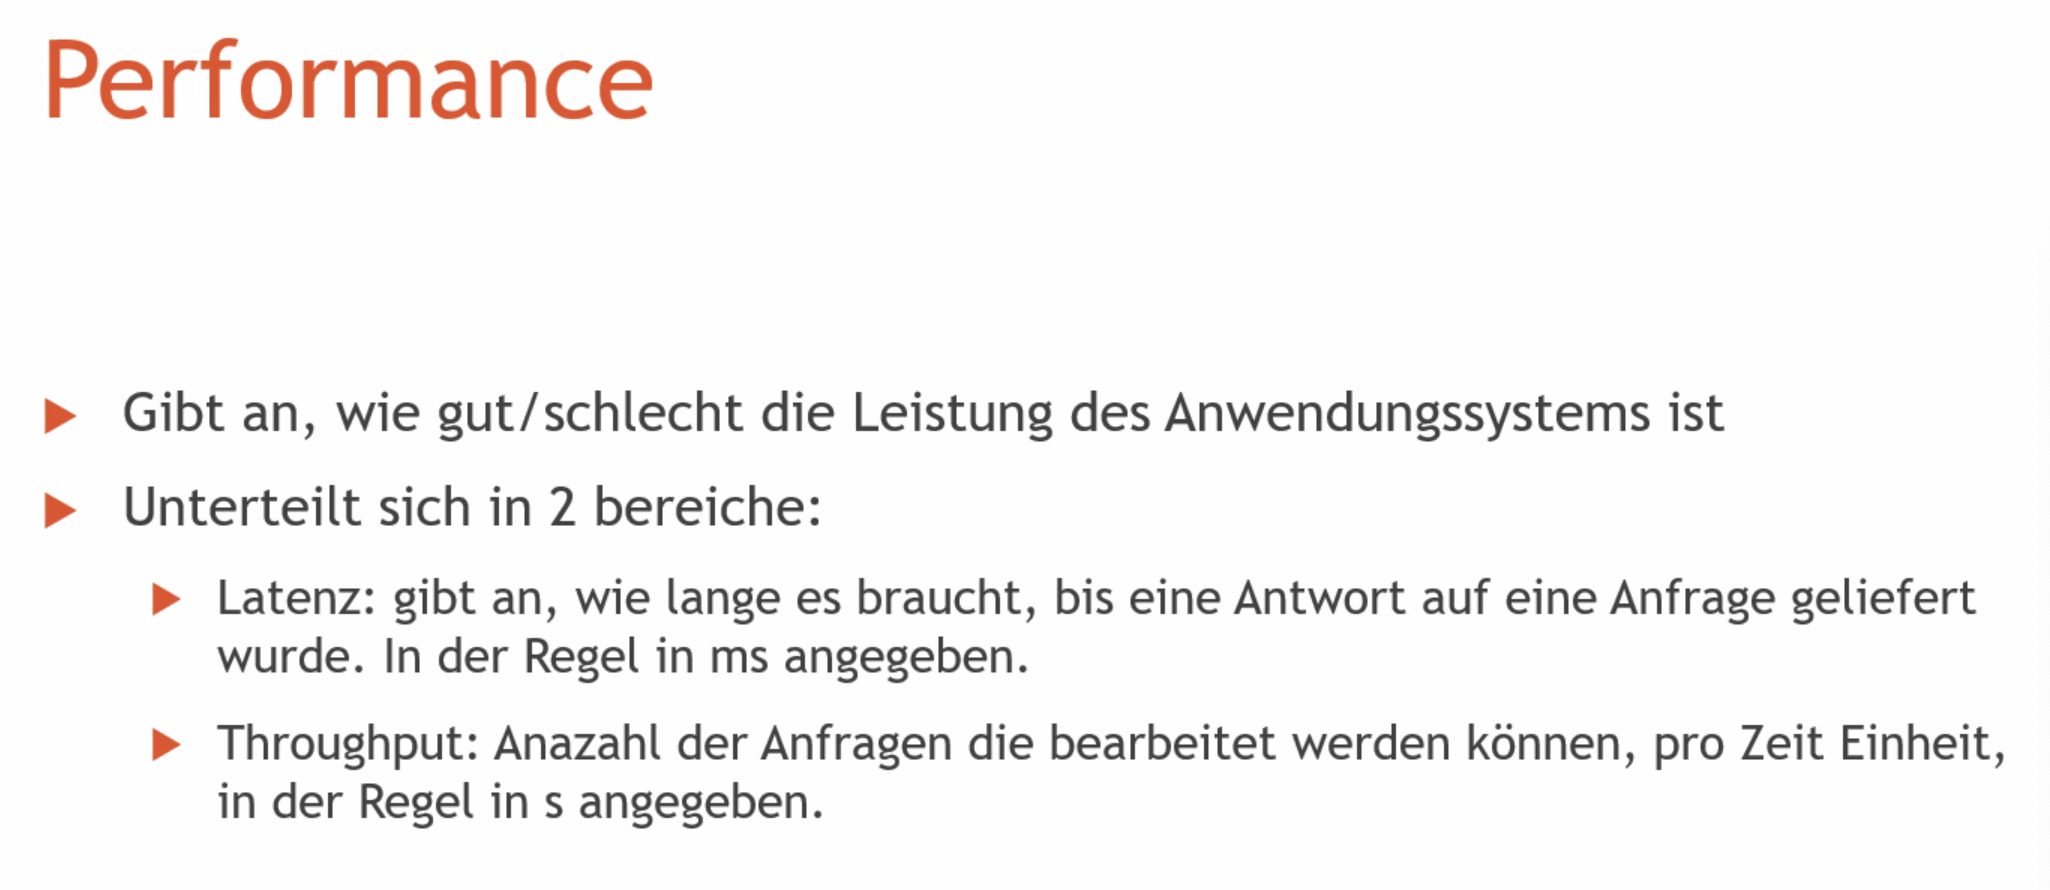 Performance
Gibt an, wie gut/schlecht die Leistung des Anwendungssystems ist
Unterteilt sich in 2 bereiche:
Latenz: gibt an, wie lange es braucht, bis eine Antwort auf eine Anfrage geliefert
wurde. In der Regel in ms angegeben.
Throughput: Anazahl der Anfragen die bearbeitet werden können, pro Zeit Einheit,
in der Regel in s angegeben.